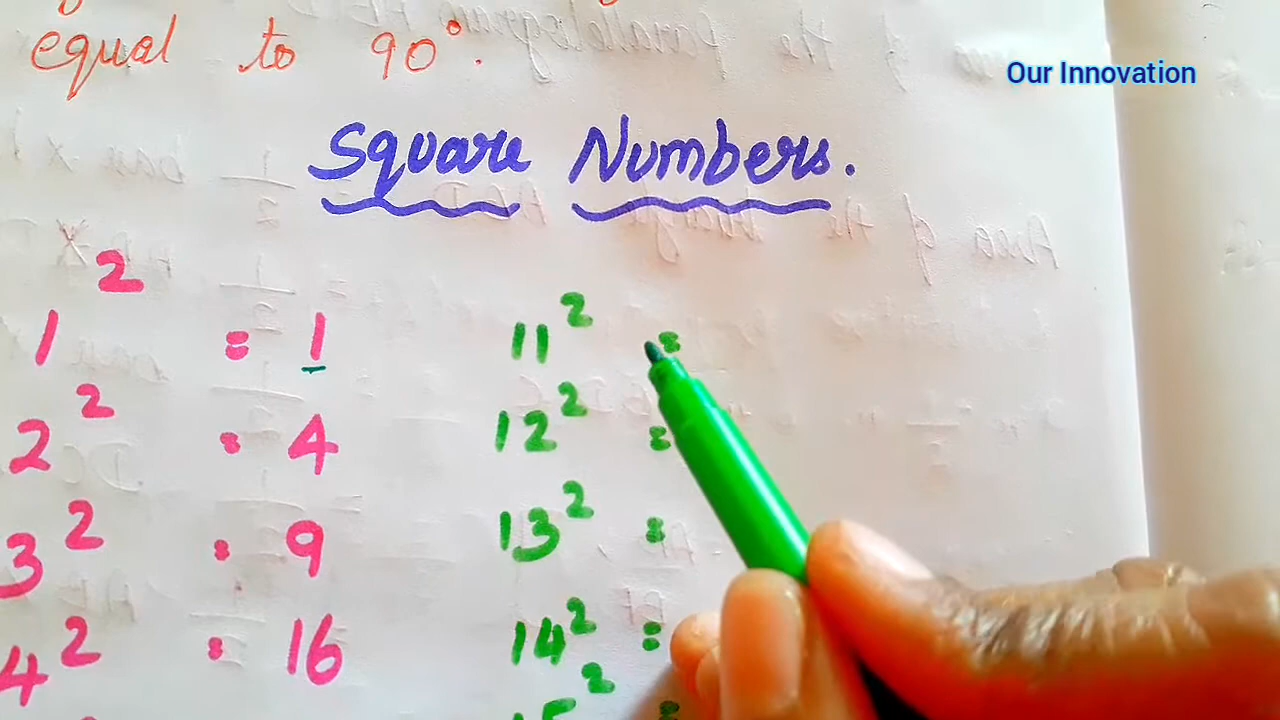 equal to 90°.
Our Innovation
Square Numbers.
1² = 1
2² = 4
3² = 9
4² = 16
11² =
12² =
13² =
14² =
15² =